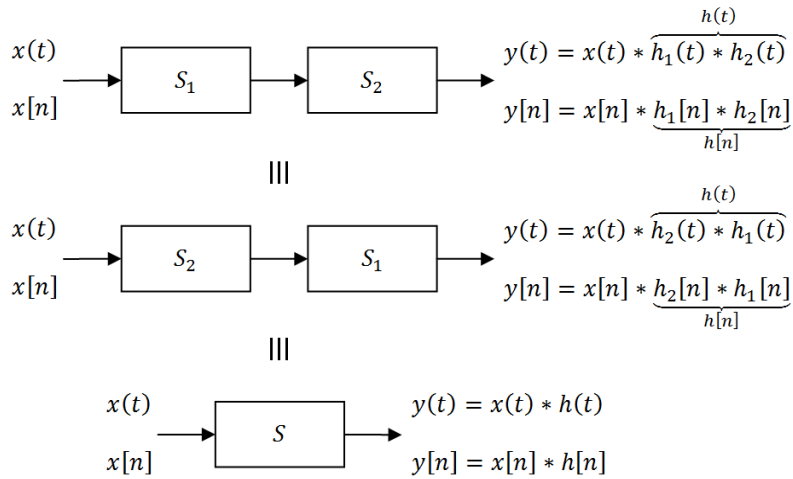 h(t)
x(t)
y(t) = x(t) ∗ h₁(t) ∗ h₂(t)
S₁
S₂
x[n]
y[n] = x[n] ∗ h₁[n] ∗ h₂[n]
h[n]
h(t)
x(t)
y(t) = x(t) ∗ h₂(t) ∗ h₁(t)
S₂
S₁
x[n]
y[n] = x[n] ∗ h₂[n] ∗ h₁[n]
h[n]
x(t)
y(t) = x(t) ∗ h(t)
S
x[n]
y[n] = x[n] ∗ h[n]